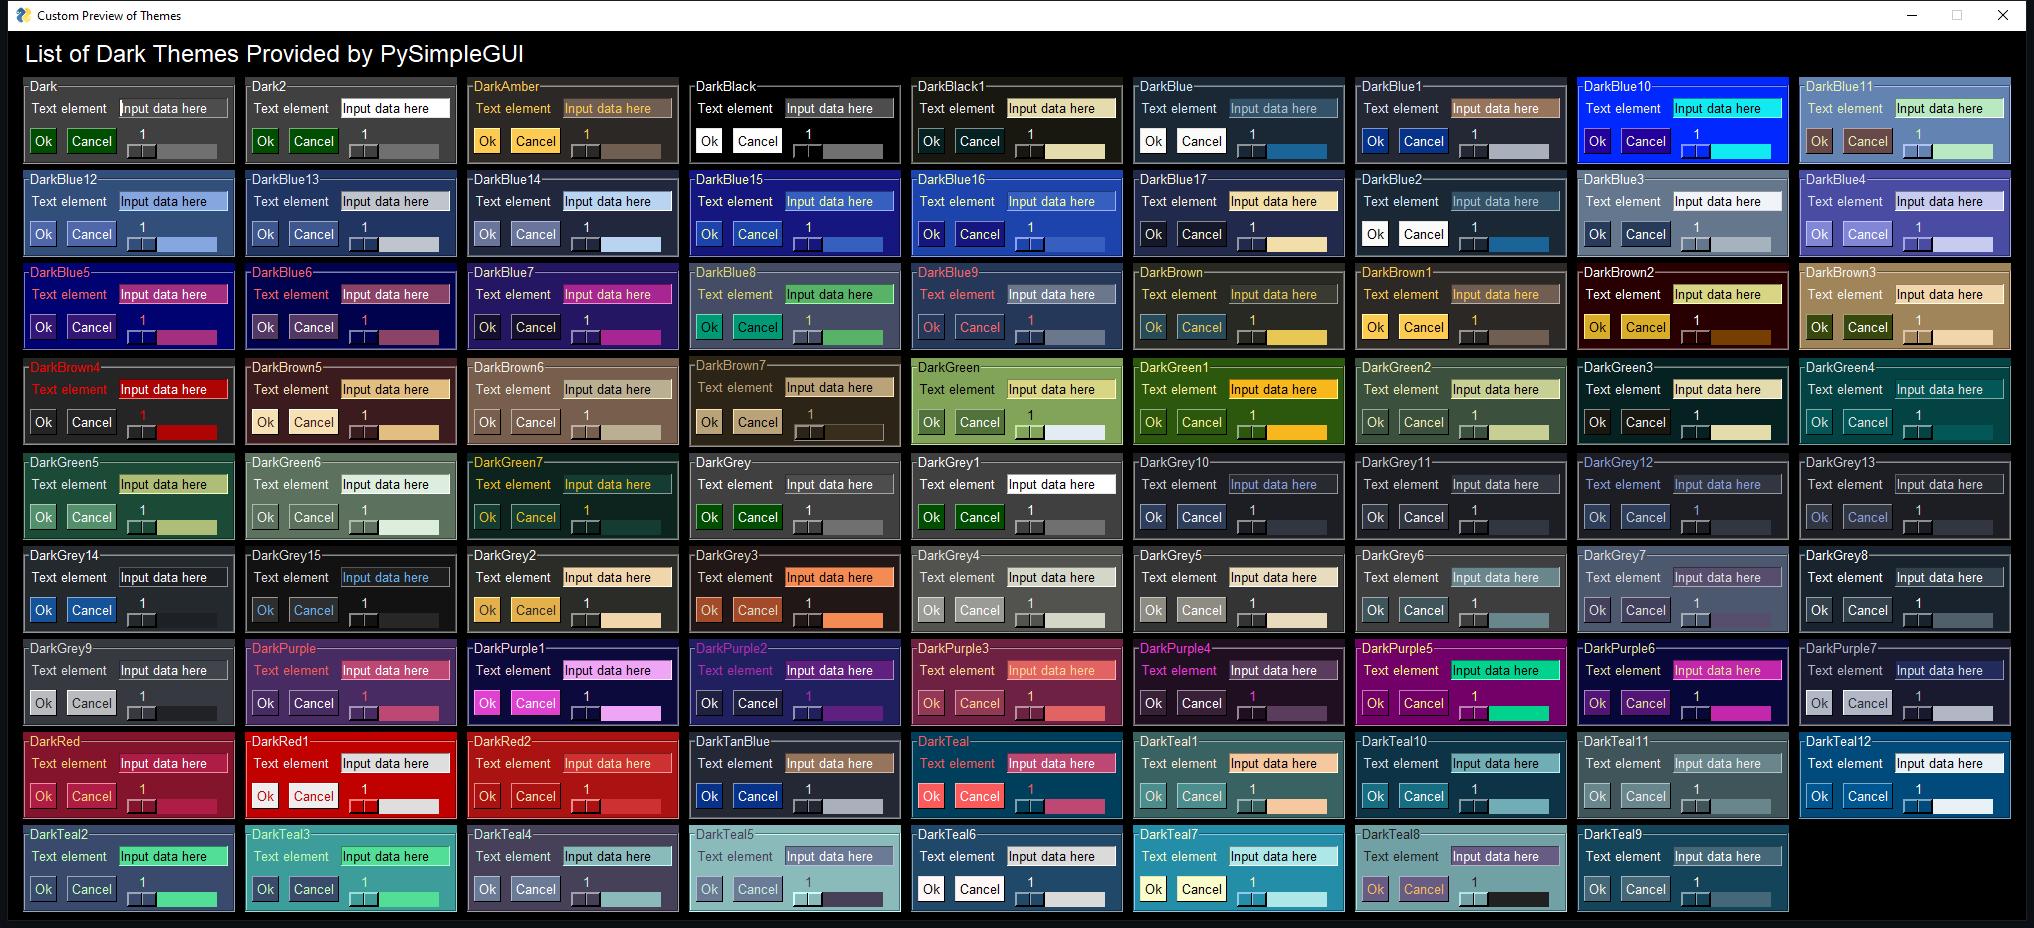 Custom Preview of Themes
List of Dark Themes Provided by PySimpleGUI
Dark Dark2 DarkAmber DarkBlack DarkBlack1 DarkBlue DarkBlue1 DarkBlue10 DarkBlue11
Text element Input data here Text element Input data here Text element Input data here Text element Input data here Text element Input data here Text element Input data here Text element Input data here Text element Input data here Text element Input data here
Ok Cancel 1 Ok Cancel 1 Ok Cancel 1 Ok Cancel 1 Ok Cancel 1 Ok Cancel 1 Ok Cancel 1 Ok Cancel 1 Ok Cancel 1
DarkBlue12 DarkBlue13 DarkBlue14 DarkBlue15 DarkBlue16 DarkBlue17 DarkBlue2 DarkBlue3 DarkBlue4
Text element Input data here Text element Input data here Text element Input data here Text element Input data here Text element Input data here Text element Input data here Text element Input data here Text element Input data here Text element Input data here
Ok Cancel 1 Ok Cancel 1 Ok Cancel 1 Ok Cancel 1 Ok Cancel 1 Ok Cancel 1 Ok Cancel 1 Ok Cancel 1 Ok Cancel 1
DarkBlue5 DarkBlue6 DarkBlue7 DarkBlue8 DarkBlue9 DarkBrown DarkBrown1 DarkBrown2 DarkBrown3
Text element Input data here Text element Input data here Text element Input data here Text element Input data here Text element Input data here Text element Input data here Text element Input data here Text element Input data here Text element Input data here
Ok Cancel 1 Ok Cancel 1 Ok Cancel 1 Ok Cancel 1 Ok Cancel 1 Ok Cancel 1 Ok Cancel 1 Ok Cancel 1 Ok Cancel 1
DarkBrown4 DarkBrown5 DarkBrown6 DarkBrown7 DarkGreen DarkGreen1 DarkGreen2 DarkGreen3 DarkGreen4
Text element Input data here Text element Input data here Text element Input data here Text element Input data here Text element Input data here Text element Input data here Text element Input data here Text element Input data here Text element Input data here
Ok Cancel 1 Ok Cancel 1 Ok Cancel 1 Ok Cancel 1 Ok Cancel 1 Ok Cancel 1 Ok Cancel 1 Ok Cancel 1 Ok Cancel 1
DarkGreen5 DarkGreen6 DarkGreen7 DarkGrey DarkGrey1 DarkGrey10 DarkGrey11 DarkGrey12 DarkGrey13
Text element Input data here Text element Input data here Text element Input data here Text element Input data here Text element Input data here Text element Input data here Text element Input data here Text element Input data here Text element Input data here
Ok Cancel 1 Ok Cancel 1 Ok Cancel 1 Ok Cancel 1 Ok Cancel 1 Ok Cancel 1 Ok Cancel 1 Ok Cancel 1 Ok Cancel 1
DarkGrey14 DarkGrey15 DarkGrey2 DarkGrey3 DarkGrey4 DarkGrey5 DarkGrey6 DarkGrey7 DarkGrey8
Text element Input data here Text element Input data here Text element Input data here Text element Input data here Text element Input data here Text element Input data here Text element Input data here Text element Input data here Text element Input data here
Ok Cancel 1 Ok Cancel 1 Ok Cancel 1 Ok Cancel 1 Ok Cancel 1 Ok Cancel 1 Ok Cancel 1 Ok Cancel 1 Ok Cancel 1
DarkGrey9 DarkPurple DarkPurple1 DarkPurple2 DarkPurple3 DarkPurple4 DarkPurple5 DarkPurple6 DarkPurple7
Text element Input data here Text element Input data here Text element Input data here Text element Input data here Text element Input data here Text element Input data here Text element Input data here Text element Input data here Text element Input data here
Ok Cancel 1 Ok Cancel 1 Ok Cancel 1 Ok Cancel 1 Ok Cancel 1 Ok Cancel 1 Ok Cancel 1 Ok Cancel 1 Ok Cancel 1
DarkRed DarkRed1 DarkRed2 DarkTanBlue DarkTeal DarkTeal1 DarkTeal10 DarkTeal11 DarkTeal12
Text element Input data here Text element Input data here Text element Input data here Text element Input data here Text element Input data here Text element Input data here Text element Input data here Text element Input data here Text element Input data here
Ok Cancel 1 Ok Cancel 1 Ok Cancel 1 Ok Cancel 1 Ok Cancel 1 Ok Cancel 1 Ok Cancel 1 Ok Cancel 1 Ok Cancel 1
DarkTeal2 DarkTeal3 DarkTeal4 DarkTeal5 DarkTeal6 DarkTeal7 DarkTeal8 DarkTeal9
Text element Input data here Text element Input data here Text element Input data here Text element Input data here Text element Input data here Text element Input data here Text element Input data here Text element Input data here
Ok Cancel 1 Ok Cancel 1 Ok Cancel 1 Ok Cancel 1 Ok Cancel 1 Ok Cancel 1 Ok Cancel 1 Ok Cancel 1